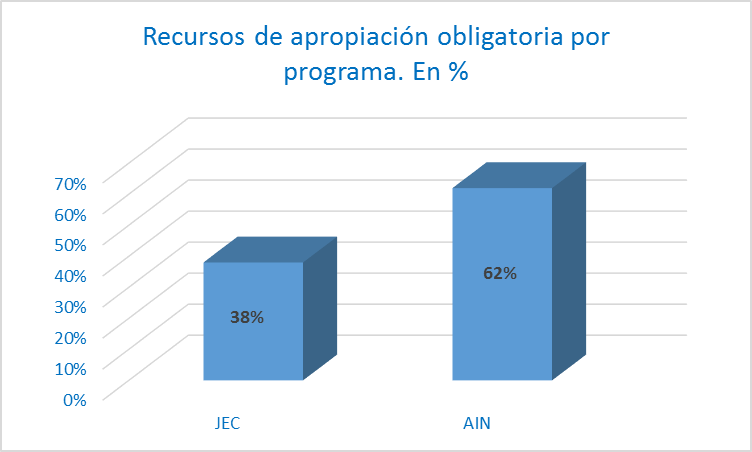 Recursos de apropiación obligatoria por
programa. En %
70%
60%
50%
40%
30%
20%
10%
0%
38%
62%
JEC
AIN